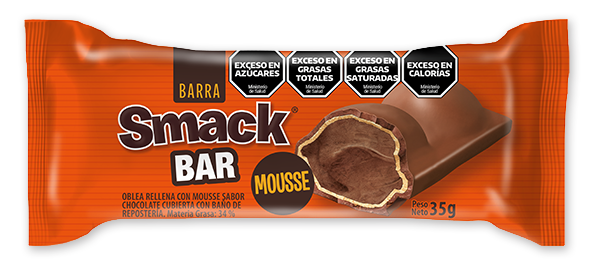 BARRA
Smack®
BAR
MOUSSE
EXCESO EN
AZÚCARES
Ministerio
de Salud
EXCESO EN
GRASAS
TOTALES
Ministerio
de Salud
EXCESO EN
GRASAS
SATURADAS
Ministerio
de Salud
EXCESO EN
CALORÍAS
Ministerio
de Salud
OBLEA RELLENA CON MOUSSE SABOR
CHOCOLATE CUBIERTA CON BAÑO DE
REPOSTERÍA. Materia Grasa: 34 %
Peso
Neto 35g